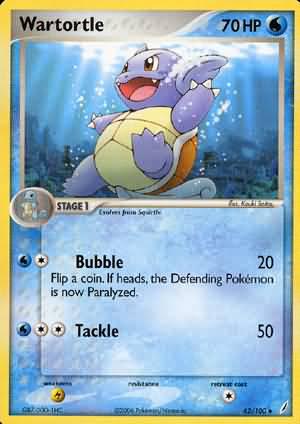 Wartortle 70 HP
Illus. Kouki Saitou
STAGE 1
Evolves from Squirtle
Bubble 20
Flip a coin. If heads, the Defending Pokémon
is now Paralyzed.
Tackle 50
weakness resistance retreat cost
©2006 Pokémon/Nintendo 42/100